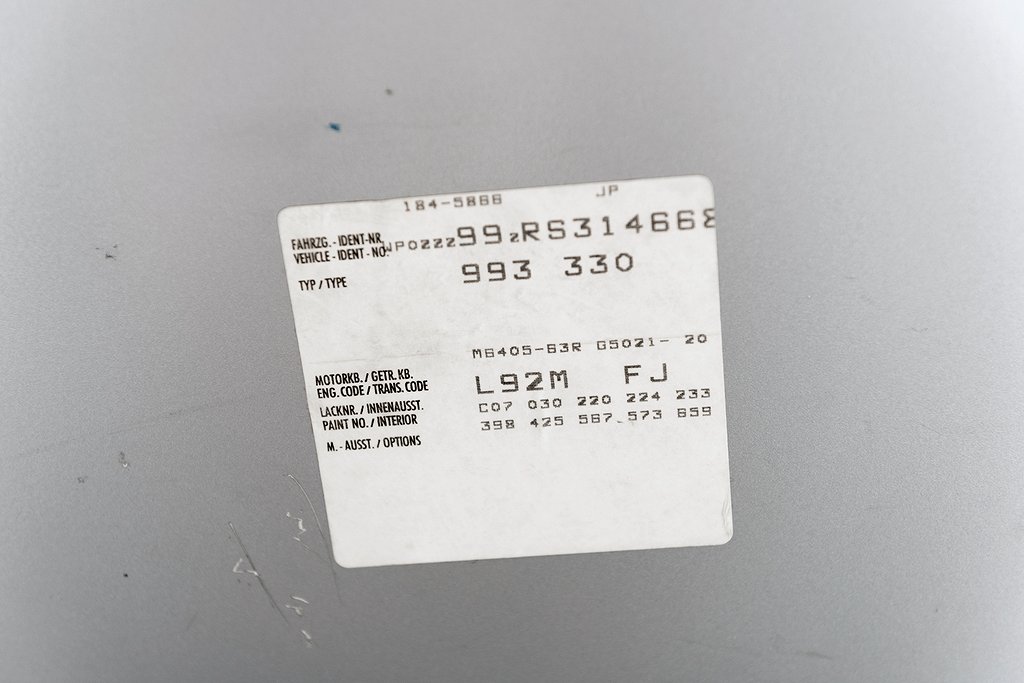 184-5866 JP
FAHRZG. - IDENT-NR.
VEHICLE - IDENT - NO. WP0ZZZ99ZRS314668
TYP / TYPE 993 330
M6405-63R G5021- 20
MOTORKB. / GETR. KB.
ENG. CODE / TRANS. CODE L92M FJ
LACKNR. / INNENAUSST. C07 030 220 224 233
PAINT NO. / INTERIOR 398 425 567 573 659
M. - AUSST. / OPTIONS